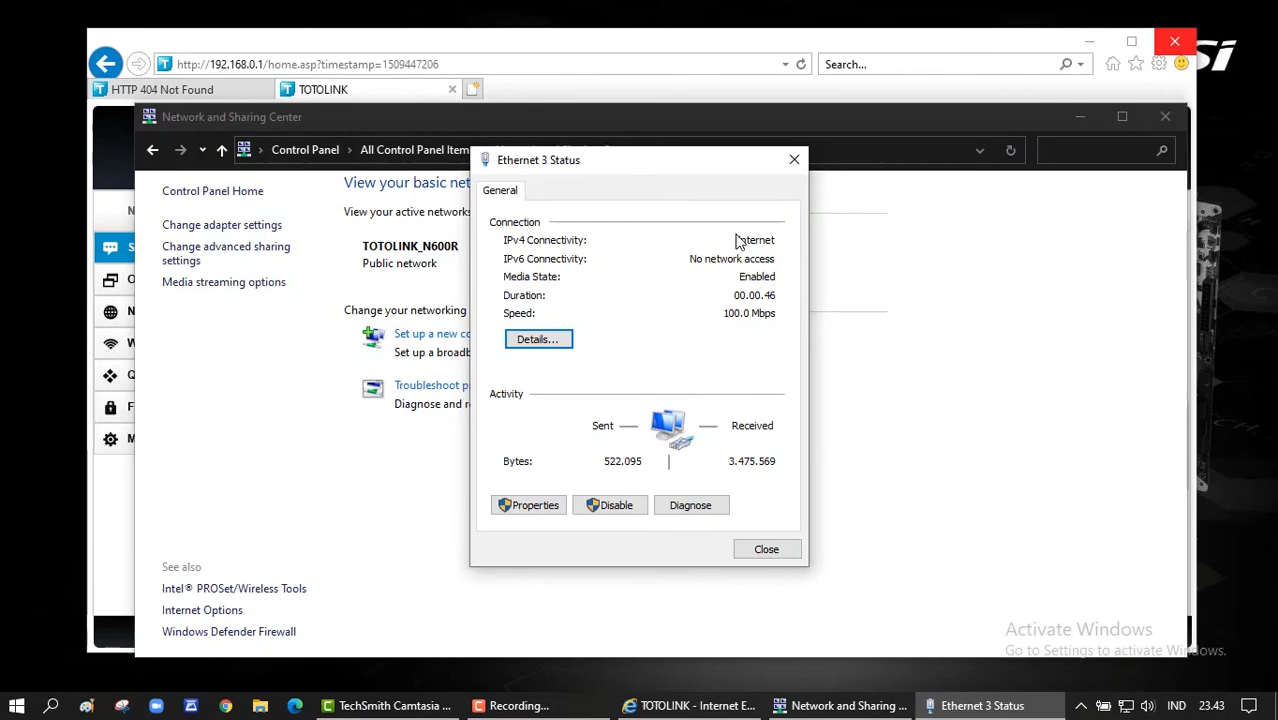 http://192.168.0.1/home.asp?timestamp=1509447206
Search...
HTTP 404 Not Found
TOTOLINK
Network and Sharing Center
Control Panel
All Control Panel Item
Control Panel Home
Change adapter settings
Change advanced sharing
settings
Media streaming options
View your basic net
View your active networks
TOTOLINK_N600R
Public network
Change your networking
Set up a new co
Set up a broadb
Troubleshoot p
Diagnose and re
See also
Intel® PROSet/Wireless Tools
Internet Options
Windows Defender Firewall
N
S
O
N
W
Q
F
M
Ethernet 3 Status
General
Connection
IPv4 Connectivity: Internet
IPv6 Connectivity: No network access
Media State: Enabled
Duration: 00.00.46
Speed: 100.0 Mbps
Details...
Activity
Sent
Received
Bytes: 522.095 3.475.569
Properties
Disable
Diagnose
Close
Activate Windows
Go to Settings to activate Windows.
TechSmith Camtasia ...
Recording...
TOTOLINK - Internet E...
Network and Sharing ...
Ethernet 3 Status
IND
23.43